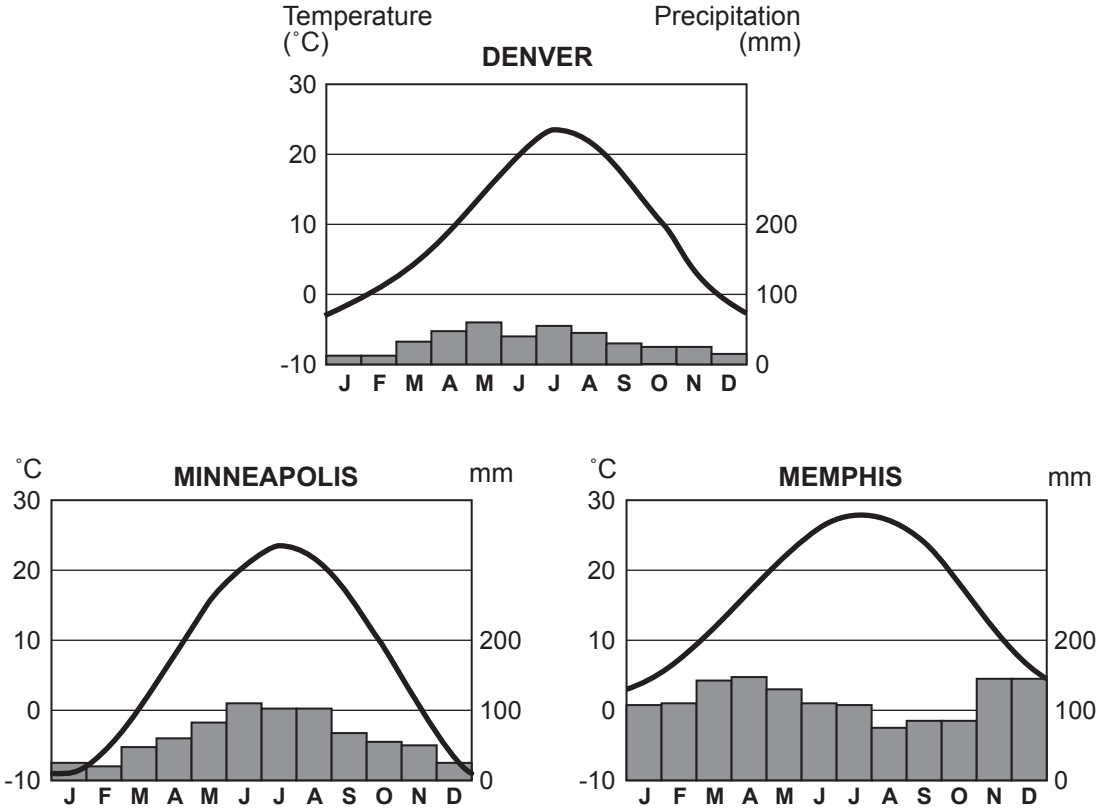 Temperature
(˚C)
Precipitation
(mm)
DENVER
30
20
10
0
-10
200
100
0
J F M A M J J A S O N D
˚C
MINNEAPOLIS
mm
30
20
10
0
-10
200
100
0
J F M A M J J A S O N D
˚C
MEMPHIS
mm
30
20
10
0
-10
200
100
0
J F M A M J J A S O N D